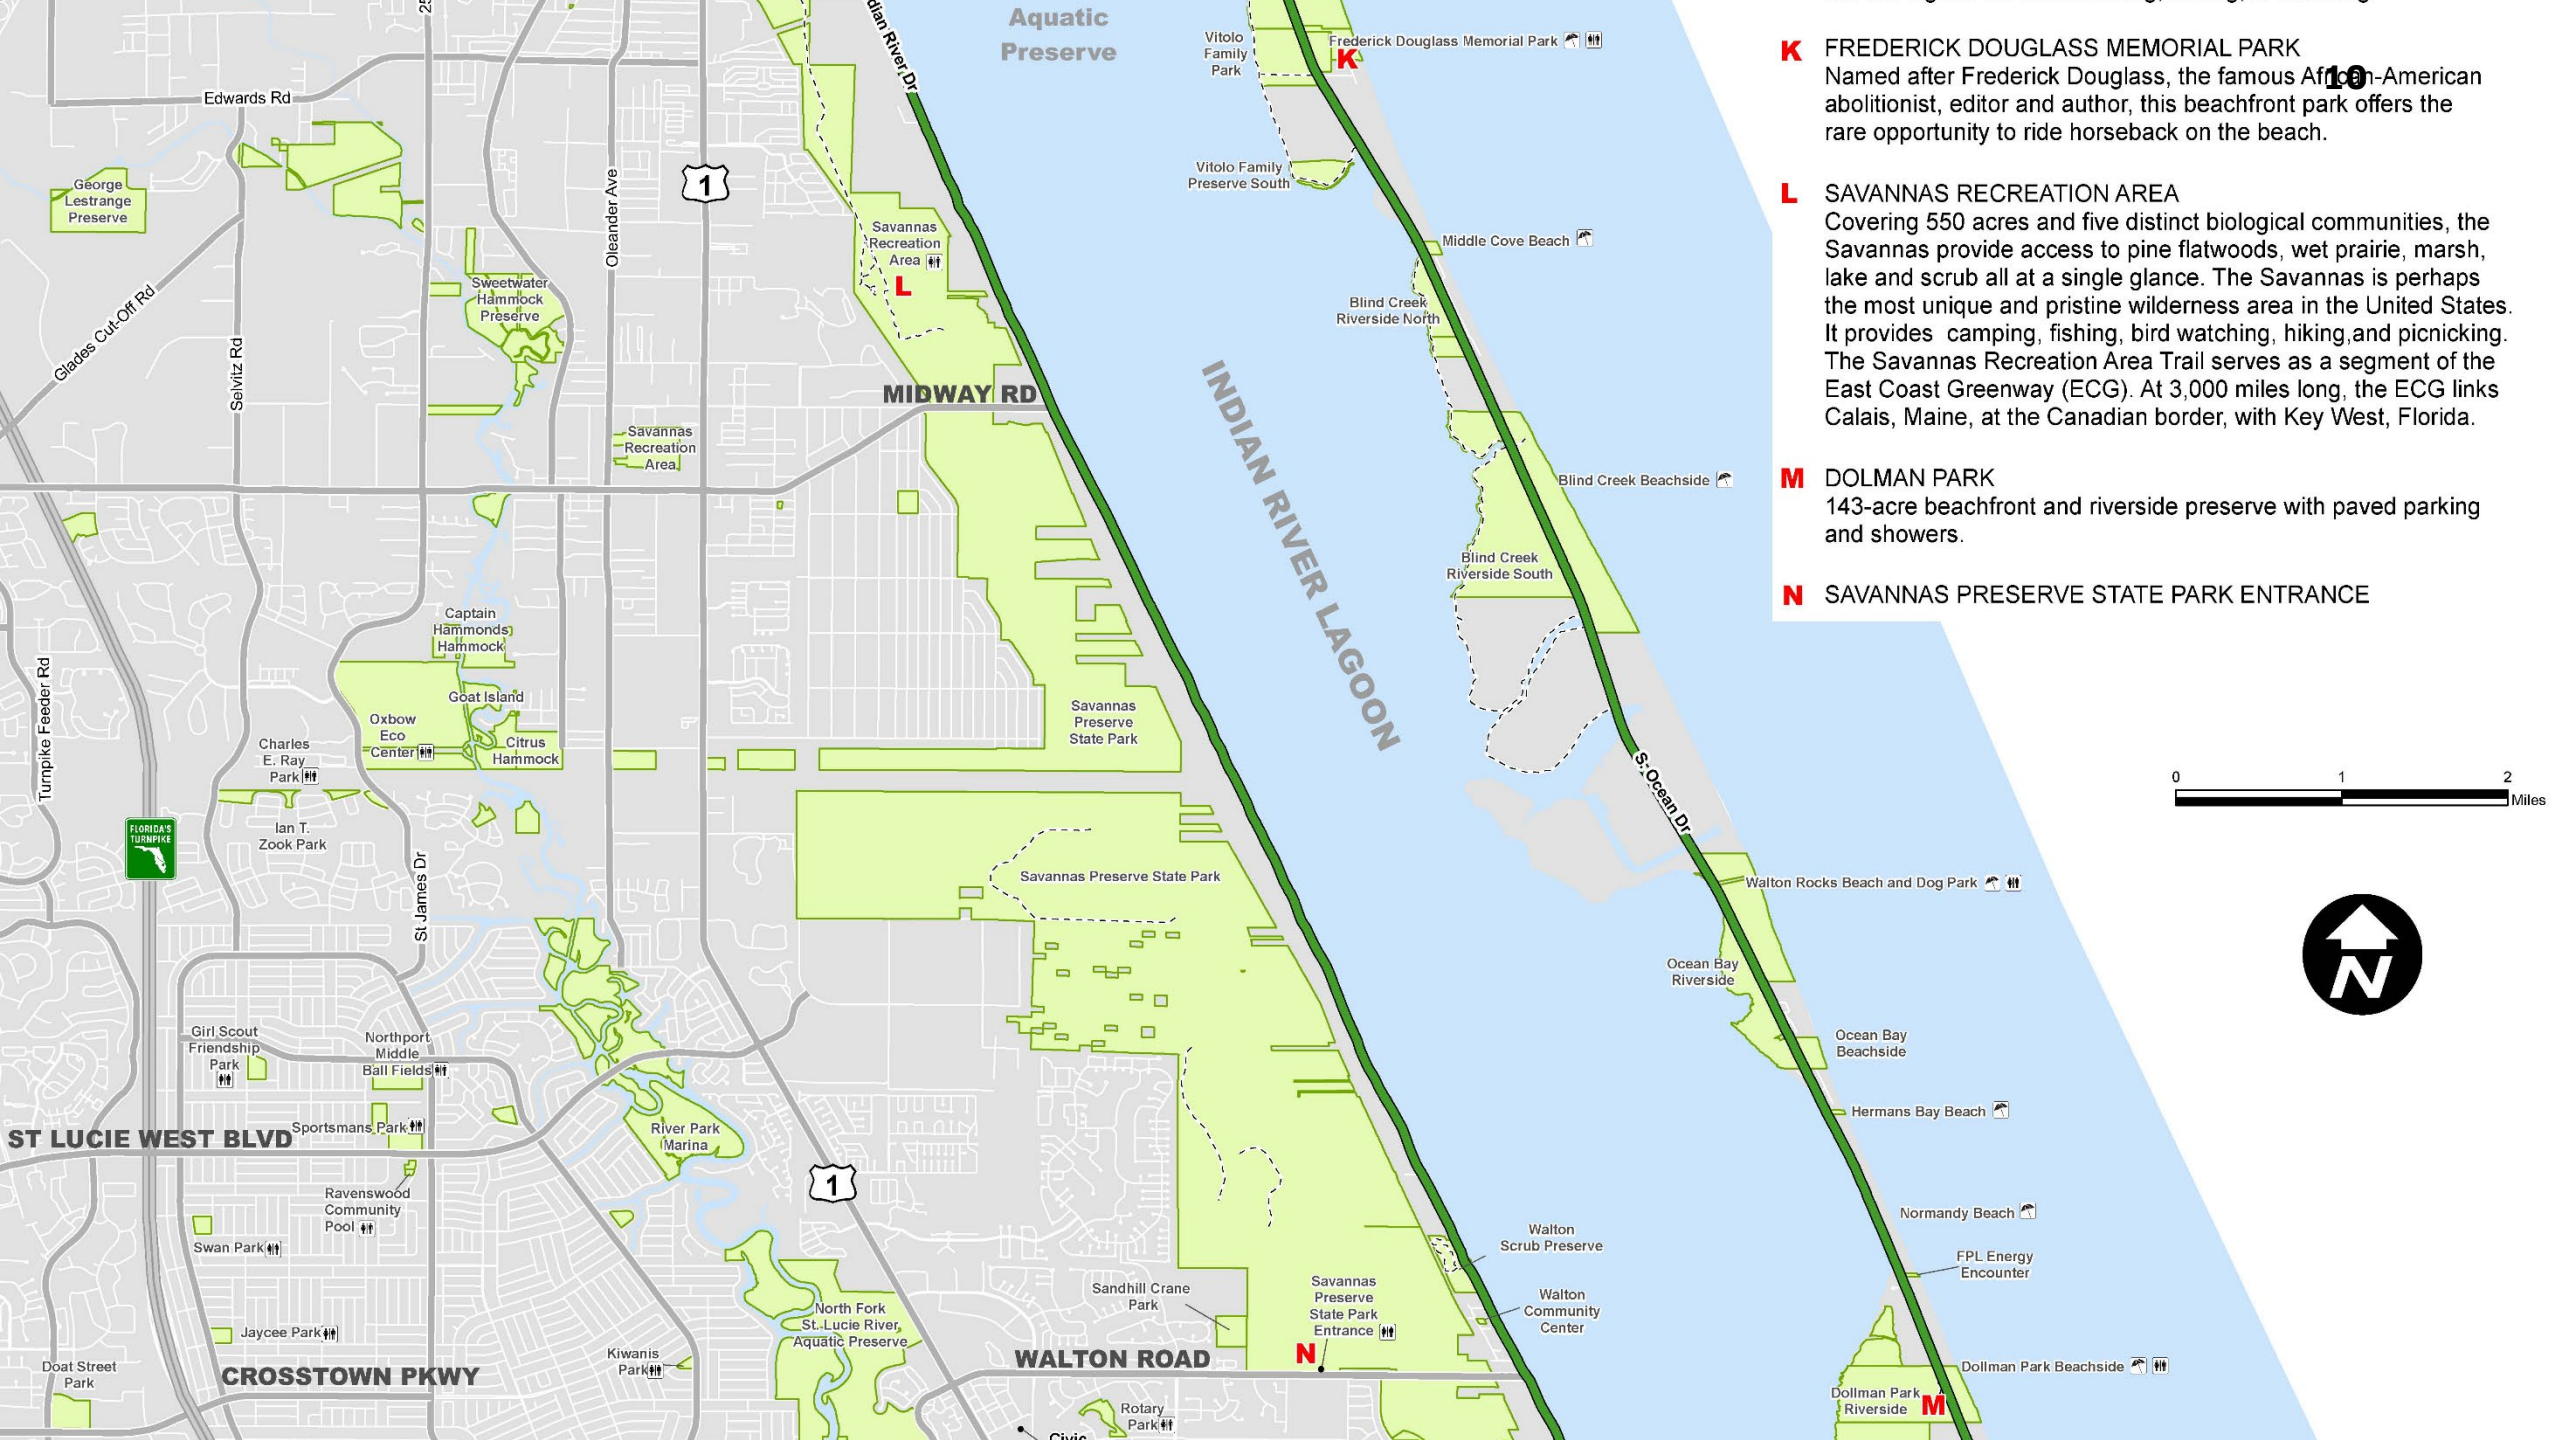 Aquatic
Preserve
Indian River Dr
Edwards Rd
George
Lestrange
Preserve
Oleander Ave
1
Glades Cut-Off Rd
Selvitz Rd
Sweetwater
Hammock
Preserve
Savannas
Recreation
Area
L
MIDWAY RD
Savannas
Recreation
Area
Vitolo
Family
Park
Frederick Douglass Memorial Park
K
Vitolo Family
Preserve South
Middle Cove Beach
Blind Creek
Riverside North
INDIAN RIVER LAGOON
Blind Creek Beachside
Blind Creek
Riverside South
Captain
Hammonds
Hammock
Goat Island
Oxbow
Eco
Center
Citrus
Hammock
Turnpike Feeder Rd
Charles
E. Ray
Park
Ian T.
Zook Park
FLORIDA'S
TURNPIKE
St James Dr
Savannas
Preserve
State Park
Savannas Preserve State Park
S. Ocean Dr
Walton Rocks Beach and Dog Park
Ocean Bay
Riverside
Ocean Bay
Beachside
Hermans Bay Beach
Normandy Beach
FPL Energy
Encounter
Dollman Park Beachside
Dollman Park
Riverside
M
Girl Scout
Friendship
Park
Northport
Middle
Ball Fields
Sportsmans Park
ST LUCIE WEST BLVD
River Park
Marina
1
Ravenswood
Community
Pool
Swan Park
Jaycee Park
Doat Street
Park
CROSSTOWN PKWY
Kiwanis
Park
North Fork
St. Lucie River
Aquatic Preserve
Sandhill Crane
Park
Savannas
Preserve
State Park
Entrance
N
WALTON ROAD
Walton
Scrub Preserve
Walton
Community
Center
Rotary
Park
Civic
K FREDERICK DOUGLASS MEMORIAL PARK
Named after Frederick Douglass, the famous African-American
10
abolitionist, editor and author, this beachfront park offers the
rare opportunity to ride horseback on the beach.
L SAVANNAS RECREATION AREA
Covering 550 acres and five distinct biological communities, the
Savannas provide access to pine flatwoods, wet prairie, marsh,
lake and scrub all at a single glance. The Savannas is perhaps
the most unique and pristine wilderness area in the United States.
It provides camping, fishing, bird watching, hiking,and picnicking.
The Savannas Recreation Area Trail serves as a segment of the
East Coast Greenway (ECG). At 3,000 miles long, the ECG links
Calais, Maine, at the Canadian border, with Key West, Florida.
M DOLMAN PARK
143-acre beachfront and riverside preserve with paved parking
and showers.
N SAVANNAS PRESERVE STATE PARK ENTRANCE
0 1 2
Miles
N